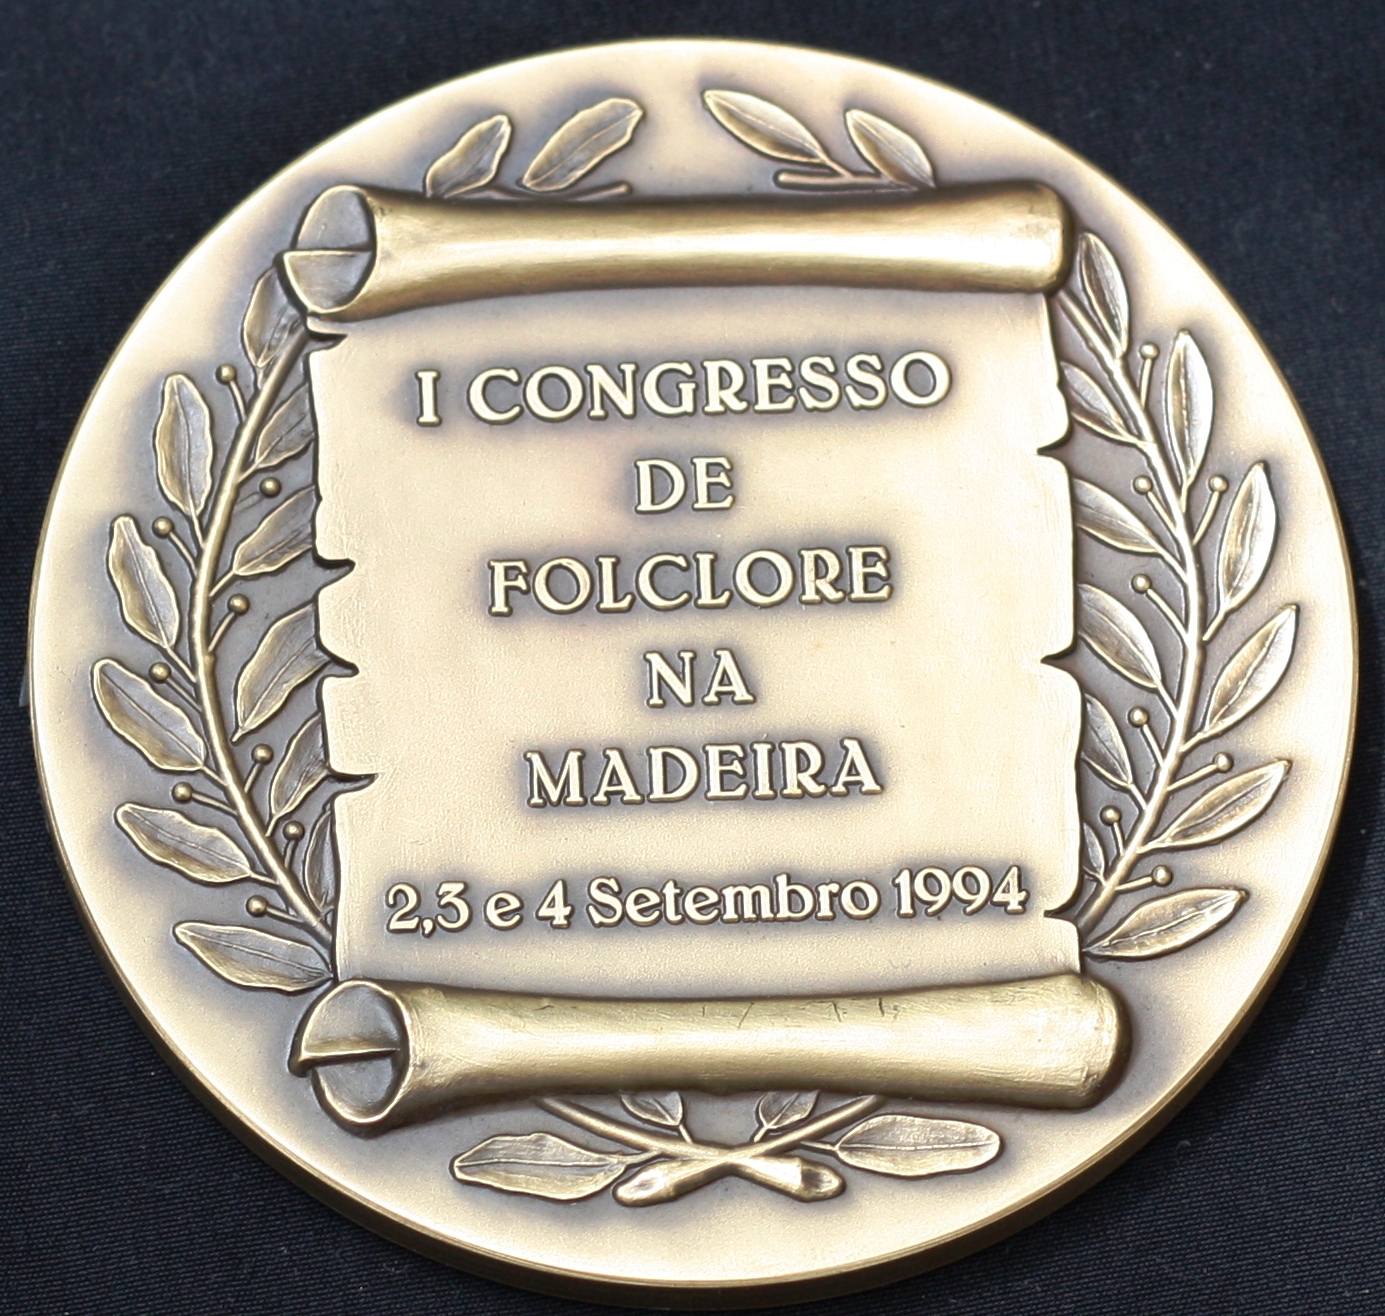 I CONGRESSO
DE
FOLCLORE
NA
MADEIRA
2,3 e 4 Setembro 1994